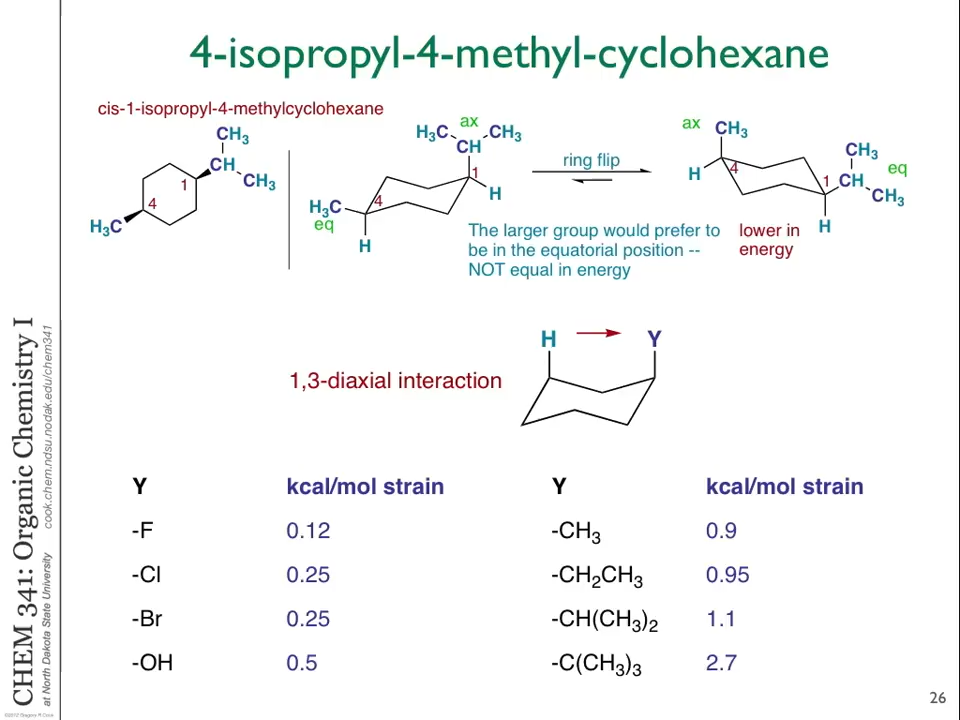 4-isopropyl-4-methyl-cyclohexane
cis-1-isopropyl-4-methylcyclohexane
CH3
CH
CH3
1
4
H3C
ax
H3C
CH3
CH
1
H
4
H3C
eq
H
ring flip
The larger group would prefer to
be in the equatorial position --
NOT equal in energy
ax
CH3
4
H
CH3
1
CH
eq
CH3
H
lower in
energy
1,3-diaxial interaction
H
Y
Y kcal/mol strain Y kcal/mol strain
-F 0.12 -CH3 0.9
-Cl 0.25 -CH2CH3 0.95
-Br 0.25 -CH(CH3)2 1.1
-OH 0.5 -C(CH3)3 2.7
CHEM 341: Organic Chemistry I
at North Dakota State University cook.chem.ndsu.nodak.edu/chem341
26